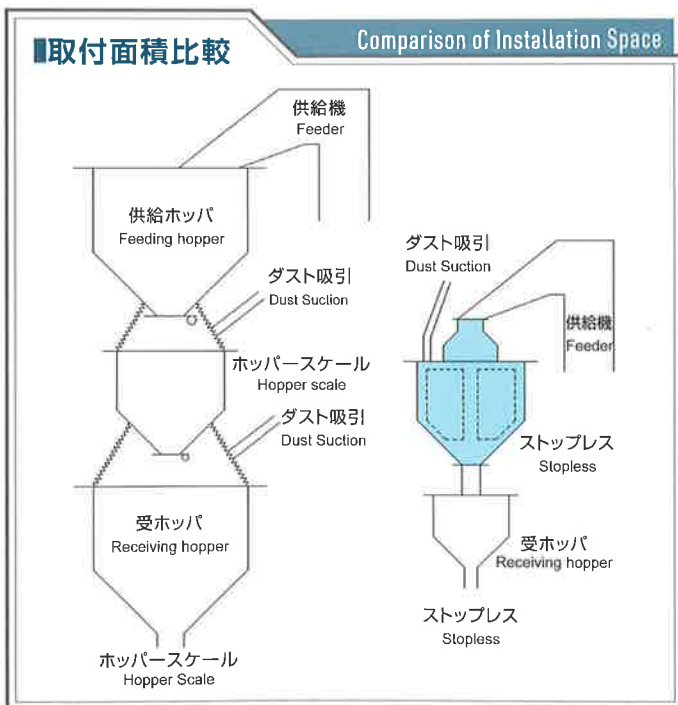 ■取付面積比較
Comparison of Installation Space
供給機
Feeder
供給ホッパ
Feeding hopper
ダスト吸引
Dust Suction
ホッパースケール
Hopper scale
ダスト吸引
Dust Suction
受ホッパ
Receiving hopper
ホッパースケール
Hopper Scale
ダスト吸引
Dust Suction
供給機
Feeder
ストップレス
Stopless
受ホッパ
Receiving hopper
ストップレス
Stopless